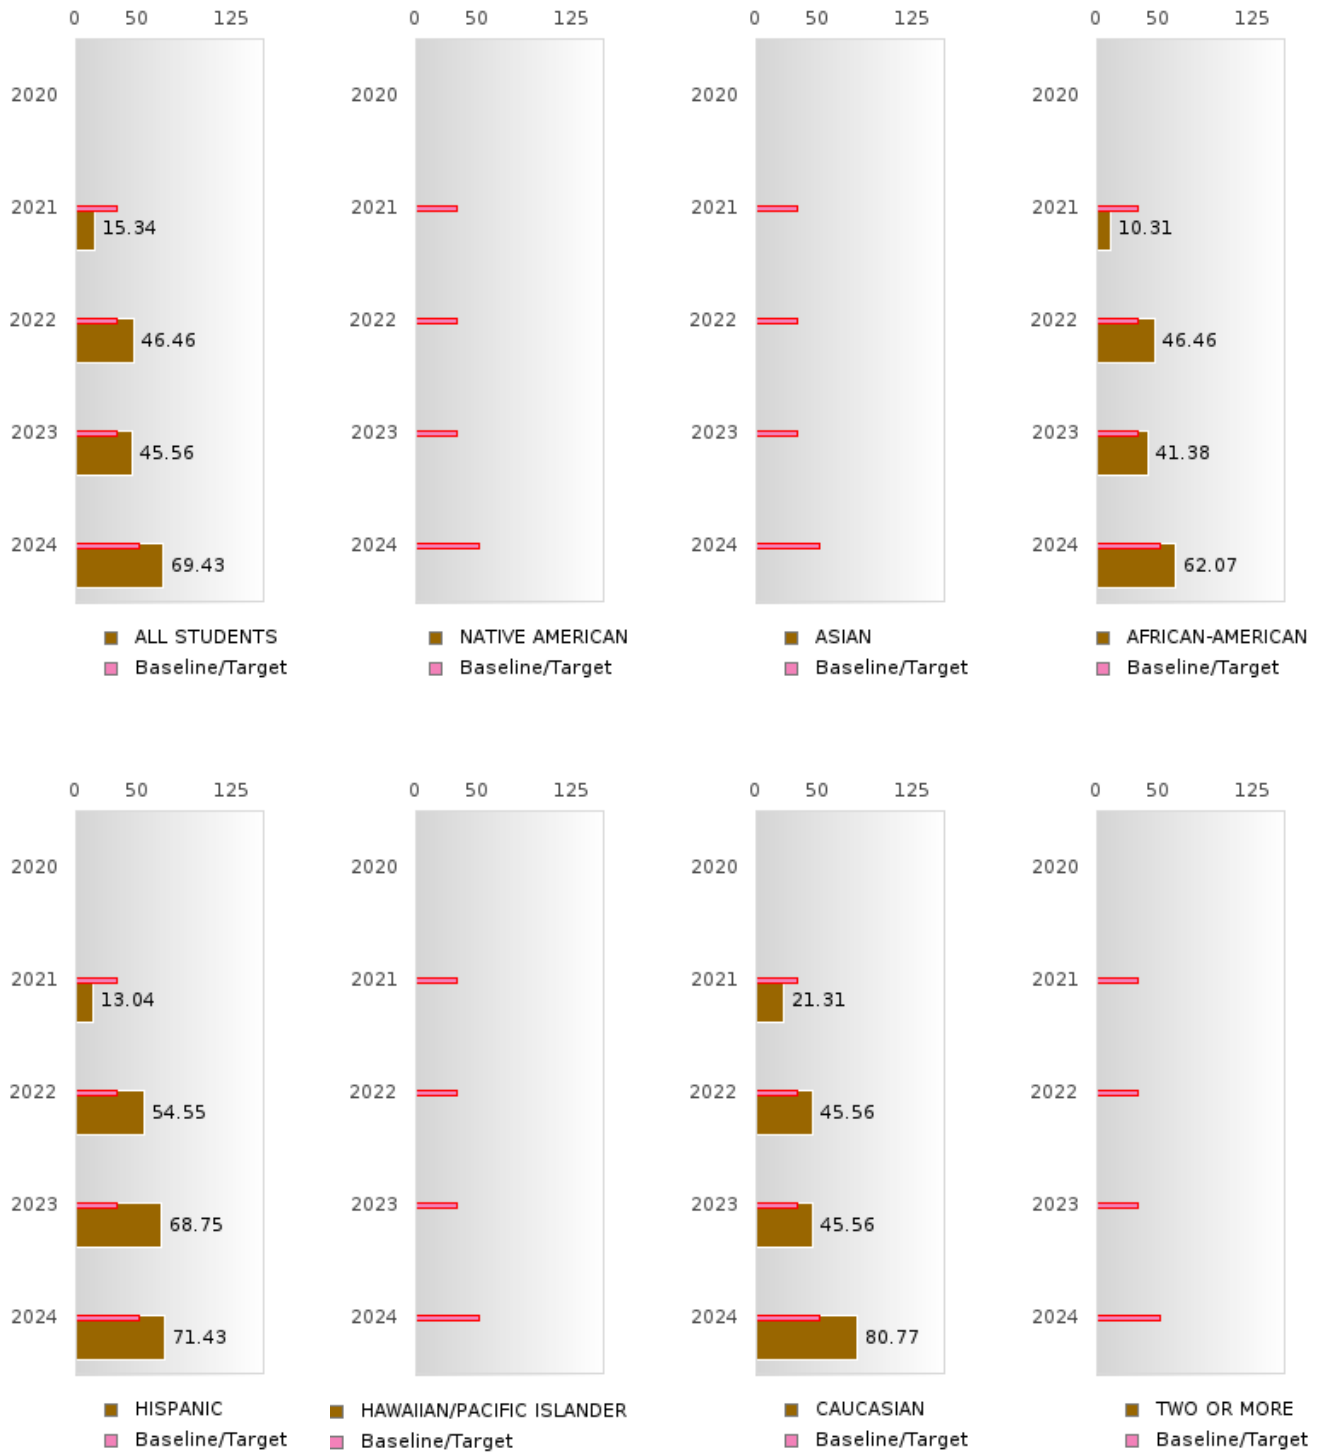 0 50 125 0 50 125 0 50 125 0 50 125
2020 2020 2020 2020
2021 2021 2021 2021
15.34 10.31
2022 2022 2022 2022
46.46 46.46
2023 2023 2023 2023
45.56 41.38
2024 2024 2024 2024
69.43 62.07
ALL STUDENTS NATIVE AMERICAN ASIAN AFRICAN-AMERICAN
Baseline/Target Baseline/Target Baseline/Target Baseline/Target
0 50 125 0 50 125 0 50 125 0 50 125
2020 2020 2020 2020
2021 2021 2021 2021
13.04 21.31
2022 2022 2022 2022
54.55 45.56
2023 2023 2023 2023
68.75 45.56
2024 2024 2024 2024
71.43 80.77
HISPANIC HAWAIIAN/PACIFIC ISLANDER CAUCASIAN TWO OR MORE
Baseline/Target Baseline/Target Baseline/Target Baseline/Target